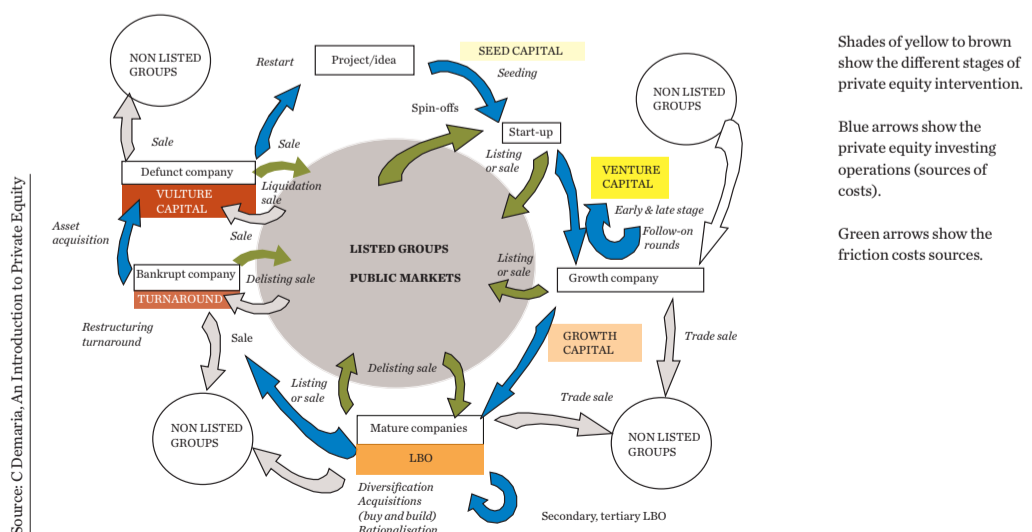 NON LISTED
GROUPS
Restart
Project/idea
SEED CAPITAL
Seeding
NON LISTED
GROUPS
Shades of yellow to brown
show the different stages of
private equity intervention.
Blue arrows show the
private equity investing
operations (sources of
costs).
Green arrows show the
friction costs sources.
Spin-offs
Start-up
Sale
Sale
Listing
or sale
Defunct company
VULTURE
CAPITAL
Liquidation
sale
VENTURE
CAPITAL
Early & late stage
Follow-on
rounds
Asset
acquisition
Sale
LISTED GROUPS
PUBLIC MARKETS
Listing
or sale
Bankrupt company
TURNAROUND
Delisting sale
Growth company
Restructuring
turnaround
Sale
GROWTH
CAPITAL
Trade sale
Listing
or sale
Delisting sale
Trade sale
NON LISTED
GROUPS
Mature companies
LBO
NON LISTED
GROUPS
Diversification
Acquisitions
(buy and build)
Rationalisation
Secondary, tertiary LBO
Source: C Demaria, An Introduction to Private Equity